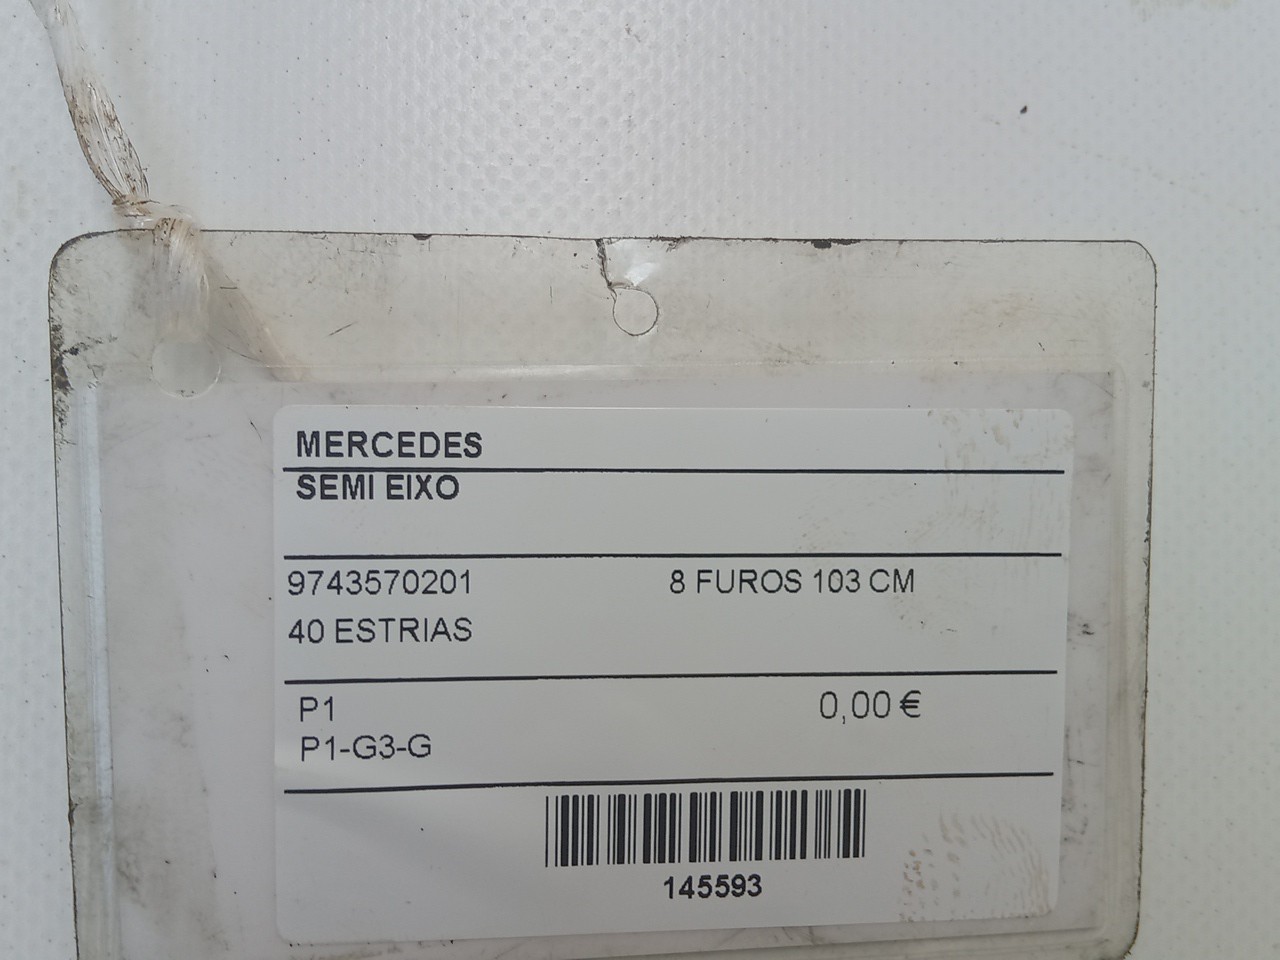 MERCEDES
SEMI EIXO
9743570201 8 FUROS 103 CM
40 ESTRIAS
P1 0,00 €
P1-G3-G
145593